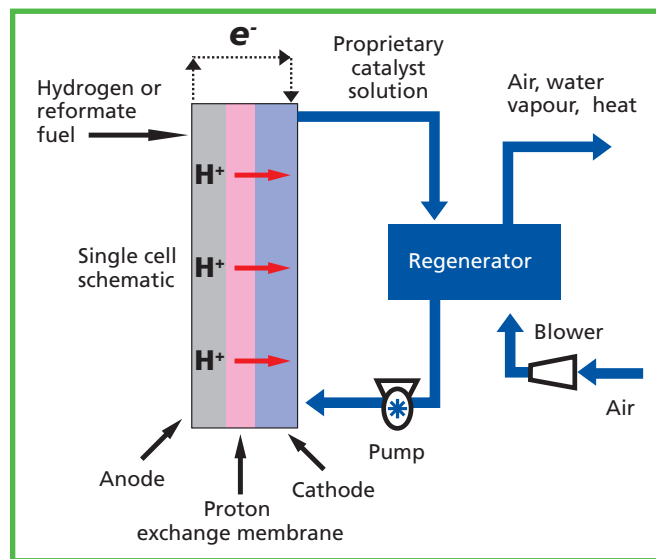 e-
Proprietary
catalyst
solution
Hydrogen or
reformate
fuel
Air, water
vapour, heat
H+
Single cell
schematic
H+
H+
Regenerator
Blower
Air
Pump
Anode
Cathode
Proton
exchange membrane